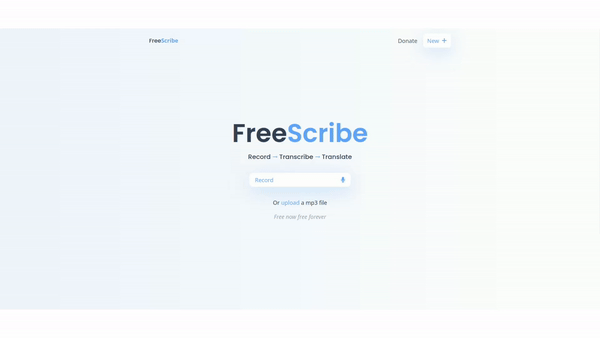 FreeScribe
Donate
New +
FreeScribe
Record → Transcribe → Translate
Record
Or upload a mp3 file
Free now free forever